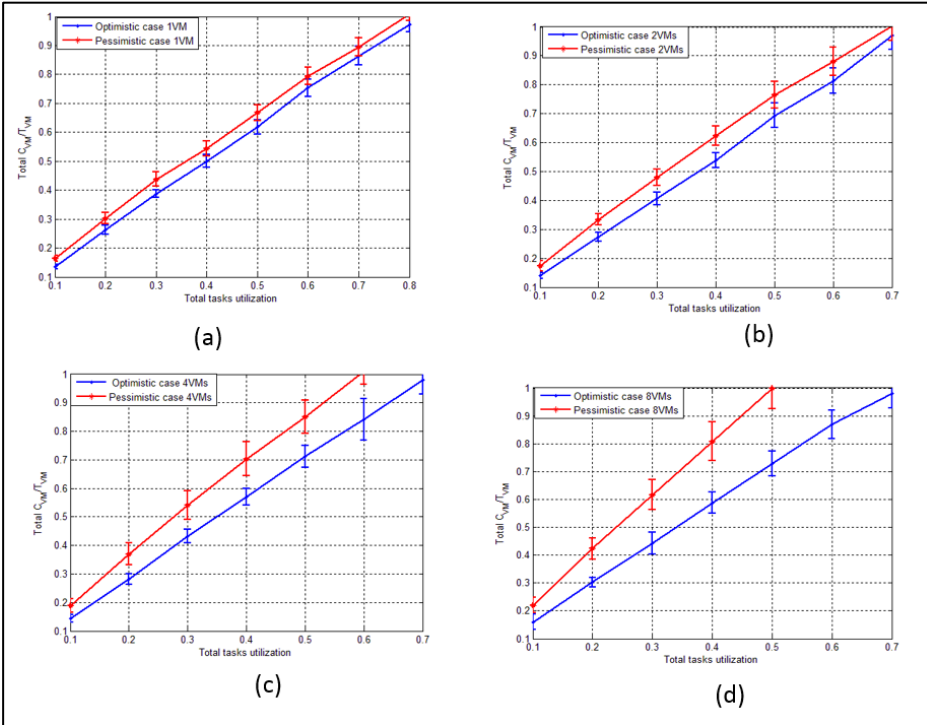 Optimistic case 1VM
Pessimistic case 1VM
1
0.9
0.8
0.7
0.6
0.5
0.4
0.3
0.2
0.1
Total C_VM/T_VM
0.1 0.2 0.3 0.4 0.5 0.6 0.7 0.8
Total tasks utilization
(a)
Optimistic case 2VMs
Pessimistic case 2VMs
1
0.9
0.8
0.7
0.6
0.5
0.4
0.3
0.2
0.1
Total C_VM/T_VM
0.1 0.2 0.3 0.4 0.5 0.6 0.7
Total tasks utilization
(b)
Optimistic case 4VMs
Pessimistic case 4VMs
1
0.9
0.8
0.7
0.6
0.5
0.4
0.3
0.2
0.1
Total C_VM/T_VM
0.1 0.2 0.3 0.4 0.5 0.6 0.7
Total tasks utilization
(c)
Optimistic case 8VMs
Pessimistic case 8VMs
1
0.9
0.8
0.7
0.6
0.5
0.4
0.3
0.2
0.1
Total C_VM/T_VM
0.1 0.2 0.3 0.4 0.5 0.6 0.7
Total tasks utilization
(d)